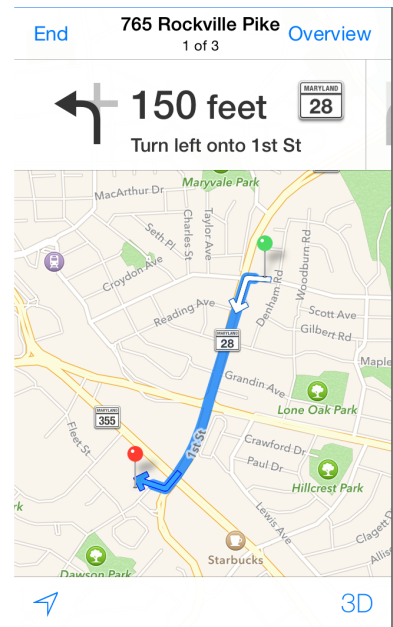 End
765 Rockville Pike
Overview
1 of 3
150 feet
MARYLAND
28
Turn left onto 1st St
Maryvale Park
MacArthur Dr
Seth Pl
Charles St
Taylor Ave
Croydon Ave
Denham Rd
Woodburn Rd
Reading Ave
Scott Ave
Gilbert Rd
MARYLAND
28
Maple
Grandin Ave
Lone Oak Park
MARYLAND
355
Fleet St
1st St
Crawford Dr
Paul Dr
Hillcrest Park
rk
Lewis Ave
Clagett D
Allis
Starbucks
Dawson Park
3D